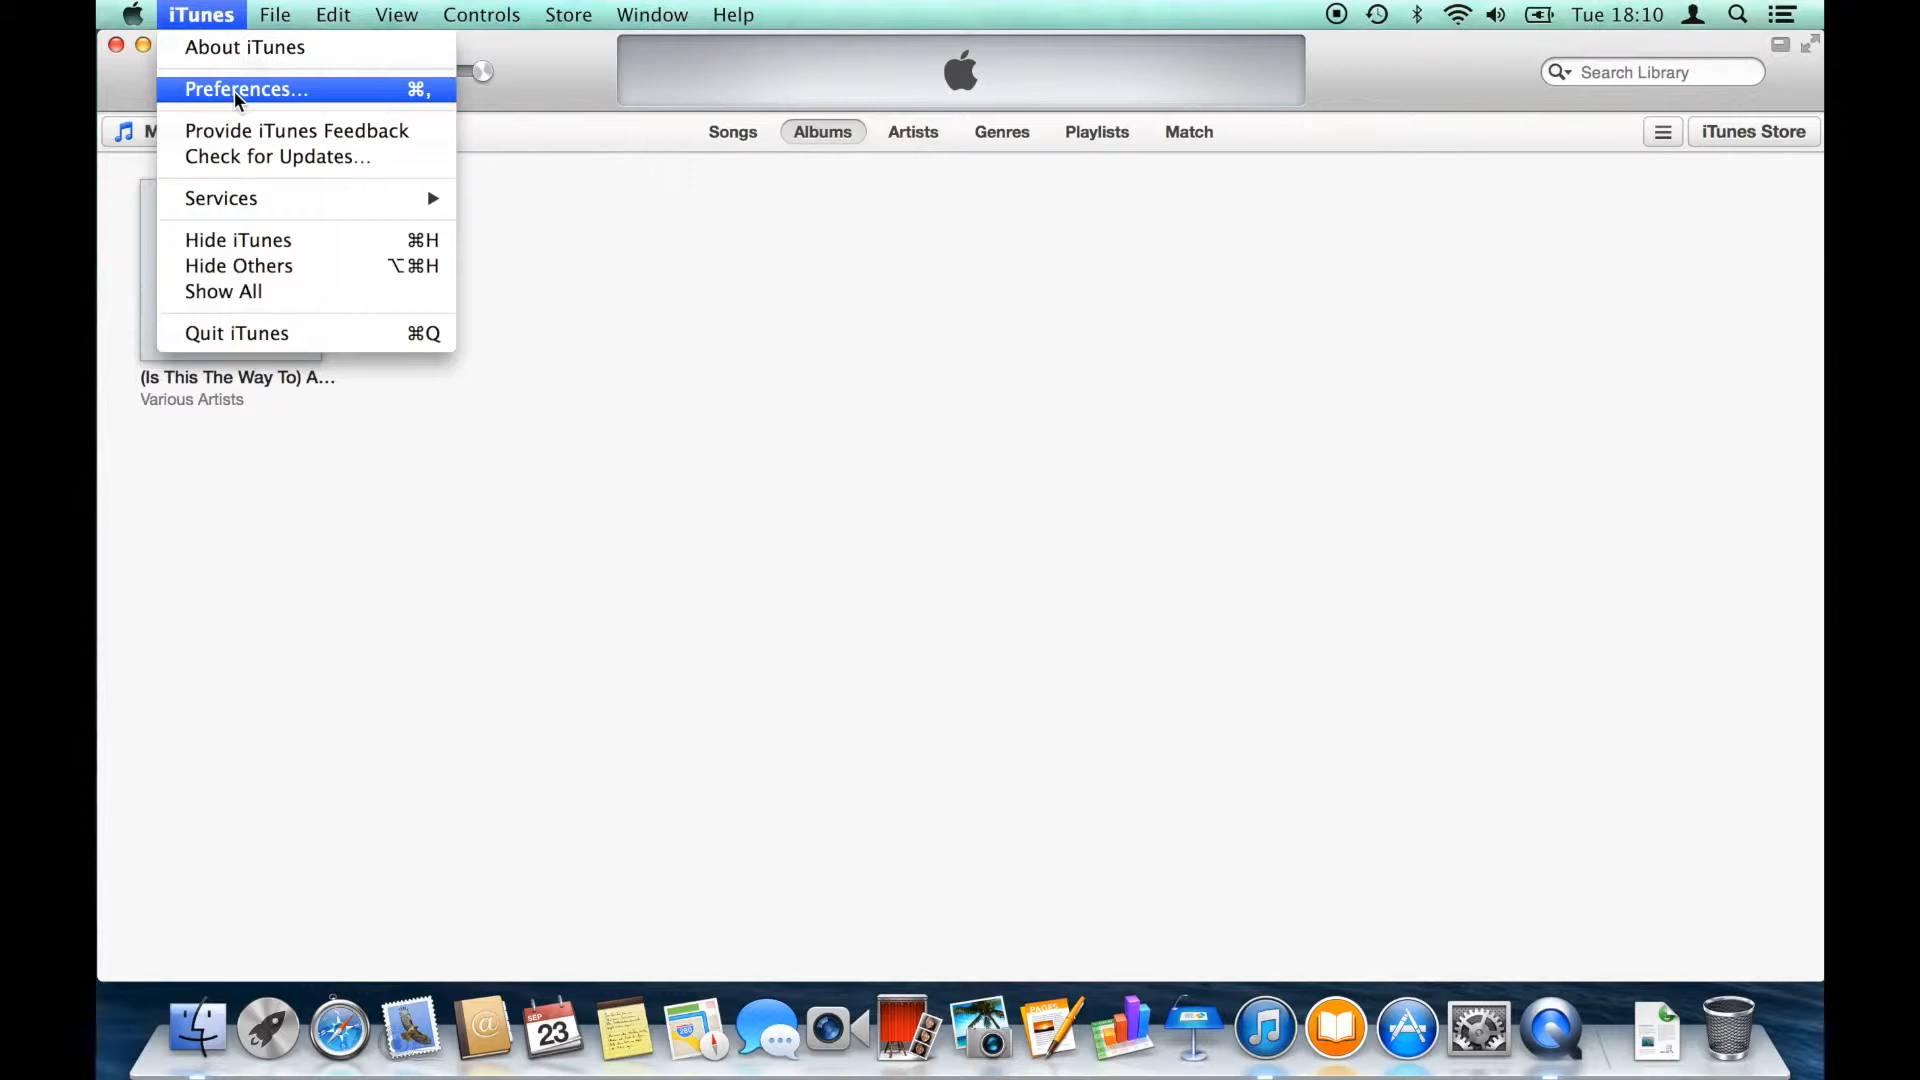 iTunes File Edit View Controls Store Window Help Tue 18:10
About iTunes
Preferences... ⌘,
Search Library
Provide iTunes Feedback
M
Songs Albums Artists Genres Playlists Match
iTunes Store
Check for Updates...
Services
Hide iTunes ⌘H
Hide Others ⌥⌘H
Show All
Quit iTunes ⌘Q
(Is This The Way To) A...
Various Artists
SEP
23
280